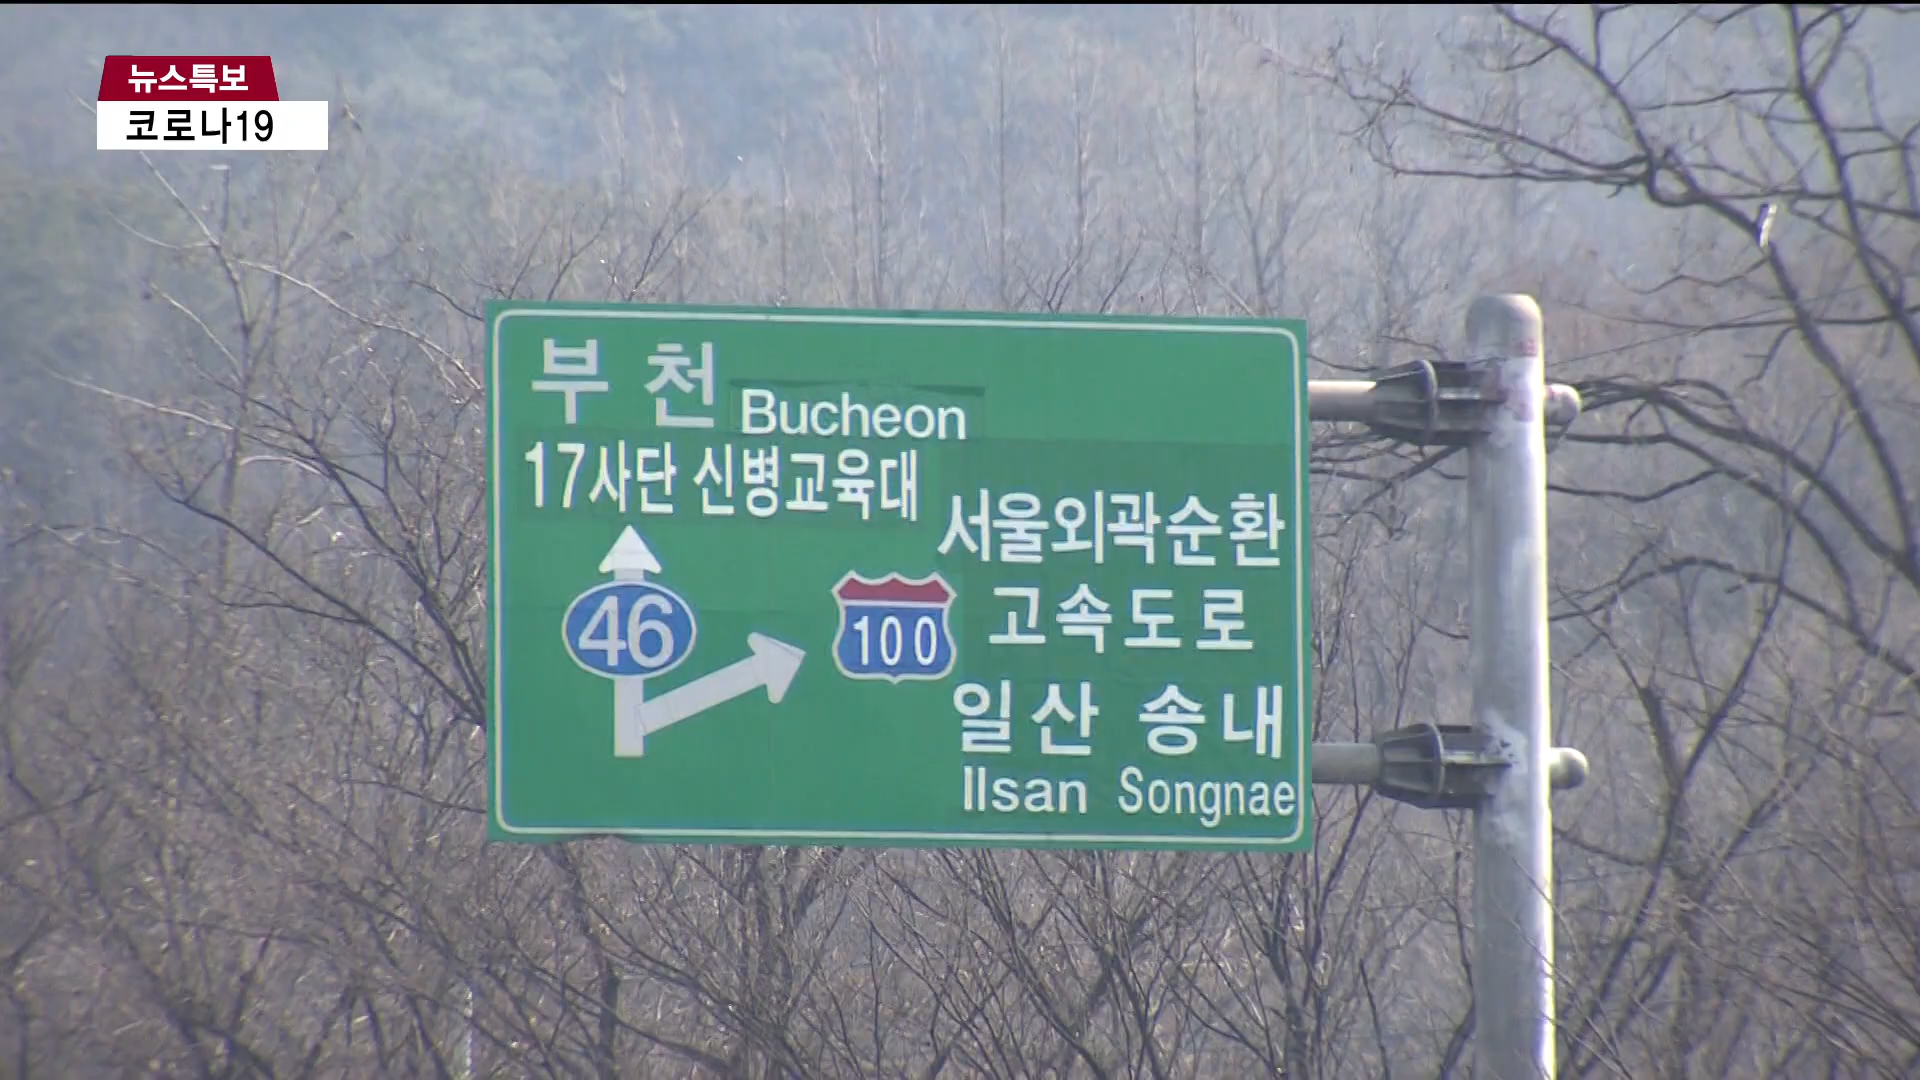 뉴스특보
코로나19
부천 Bucheon
17사단 신병교육대
서울외곽순환
고속도로
46
100
일산 송내
Ilsan Songnae